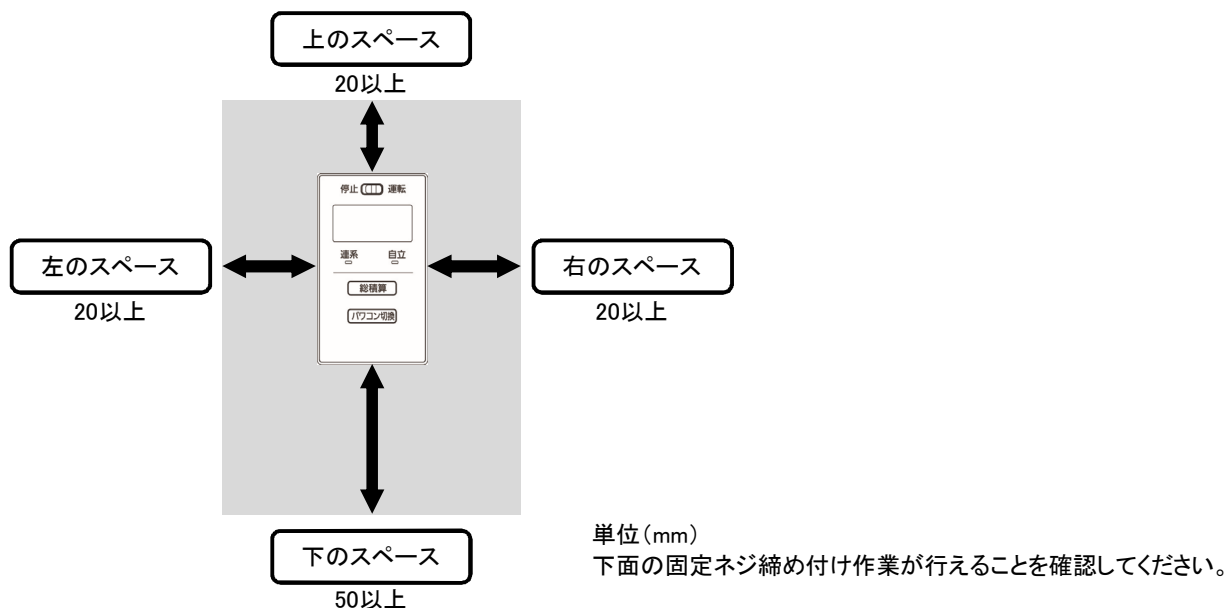 上のスペース
20以上
停止 運転
連系 自立
左のスペース
20以上
右のスペース
20以上
総積算
パワコン切換
下のスペース
50以上
単位(mm)
下面の固定ネジ締め付け作業が行えることを確認してください。